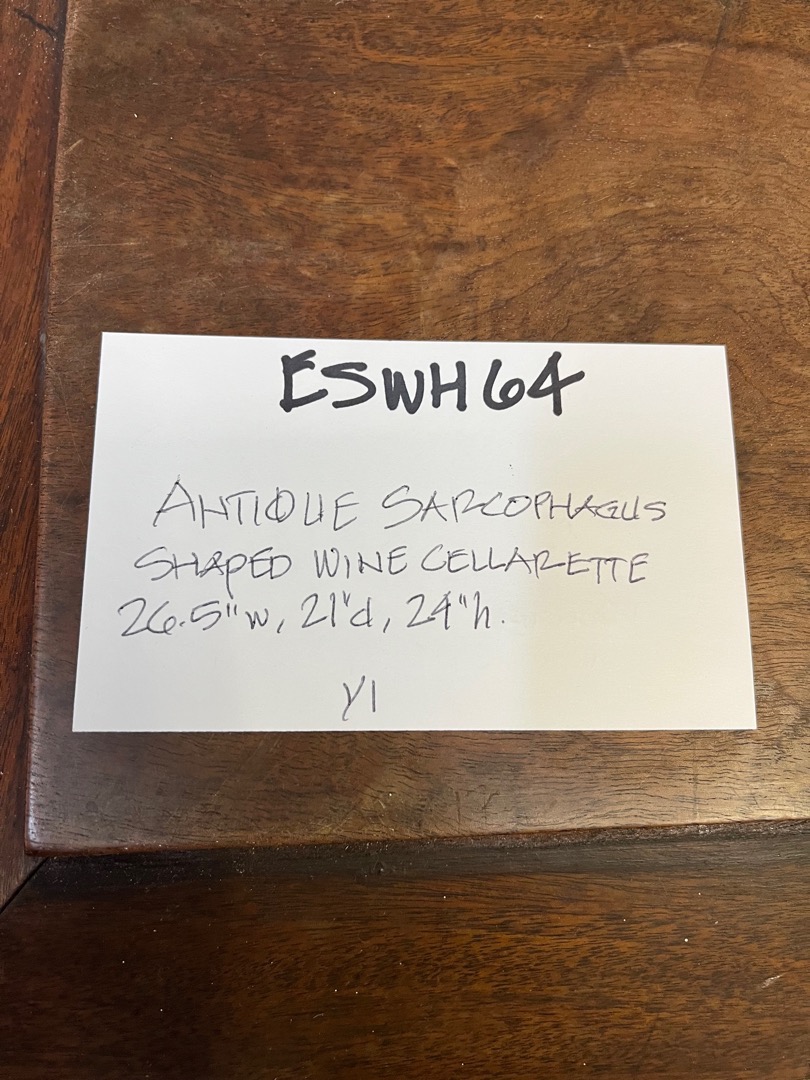 ESWH64
ANTIQUE SARCOPHAGUS
SHAPED WINE CELLARETTE
26.5"w, 21"d, 24"h.
Y1